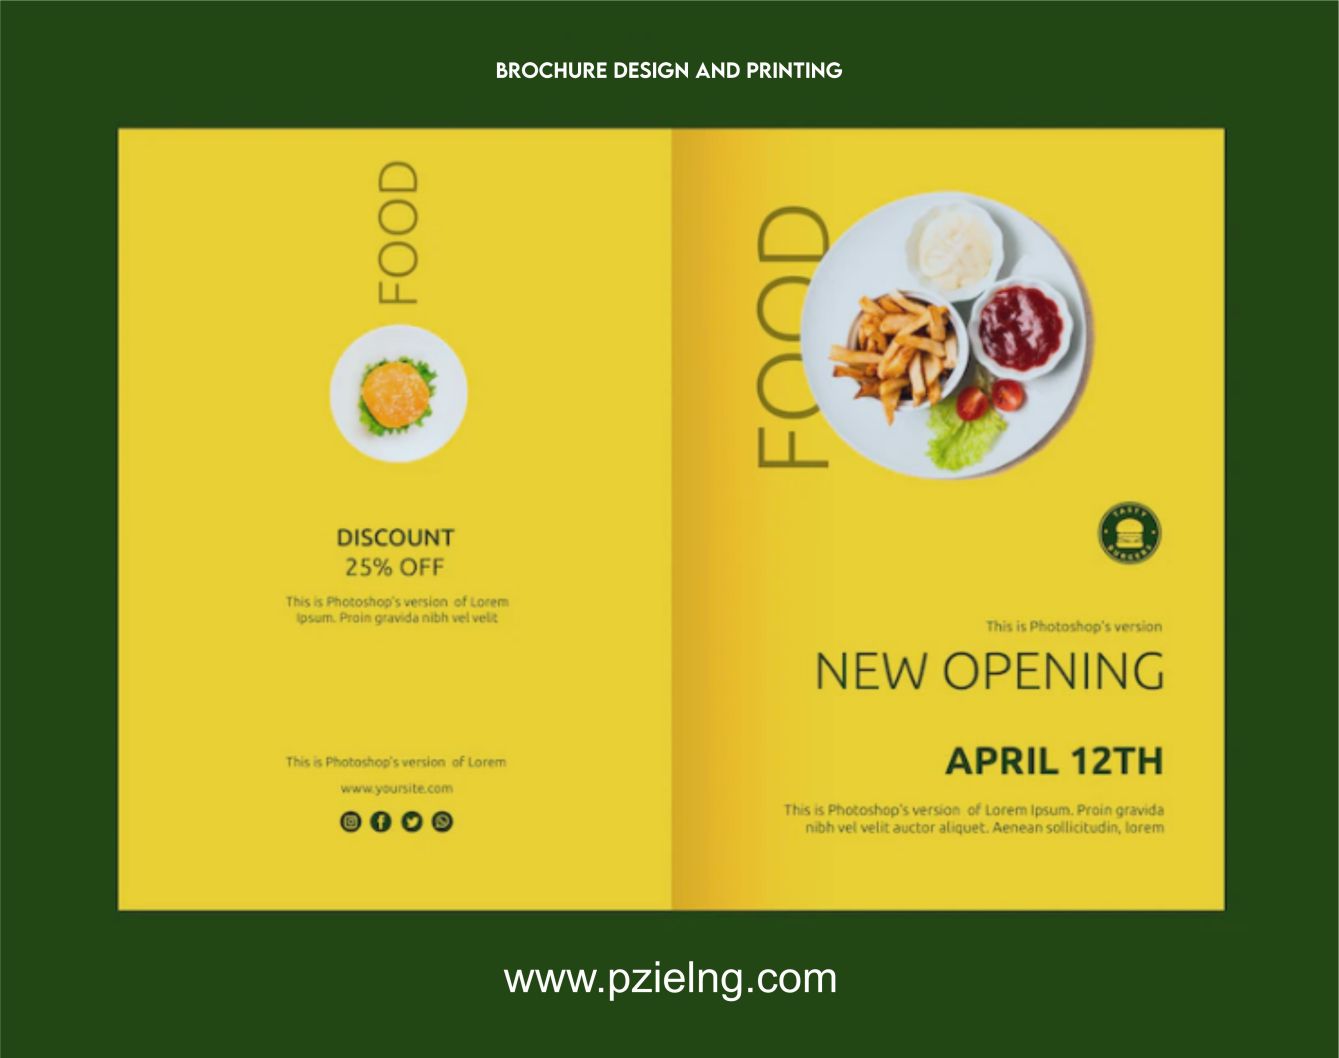 BROCHURE DESIGN AND PRINTING
FOOD
DISCOUNT
25% OFF
This is Photoshop's version of Lorem
Ipsum. Proin gravida nibh vel velit
This is Photoshop's version of Lorem
www.yoursite.com
FOOD
TASTY
BURGERS
This is Photoshop's version
NEW OPENING
APRIL 12TH
This is Photoshop's version of Lorem Ipsum. Proin gravida
nibh vel velit auctor aliquet. Aenean sollicitudin, lorem
www.pzielng.com